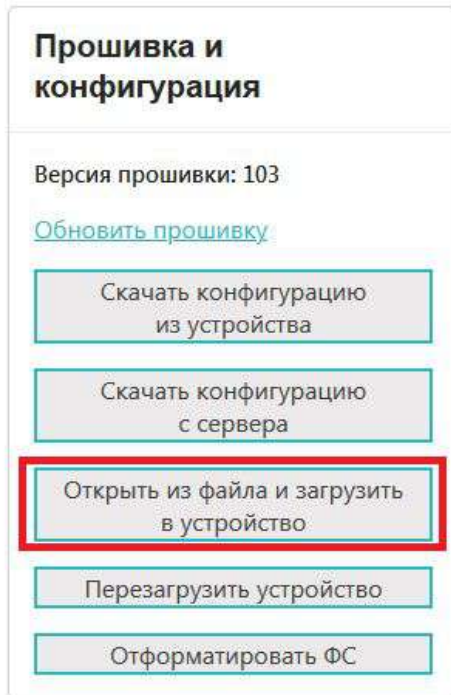 Прошивка и
конфигурация
Версия прошивки: 103
Обновить прошивку
Скачать конфигурацию
из устройства
Скачать конфигурацию
с сервера
Открыть из файла и загрузить
в устройство
Перезагрузить устройство
Отформатировать ФС